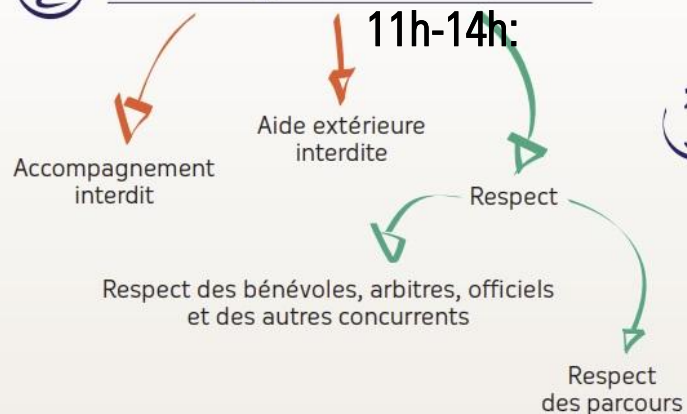 11h-14h:
Aide extérieure
interdite
Accompagnement
interdit
Respect
Respect des bénévoles, arbitres, officiels
et des autres concurrents
Respect
des parcours